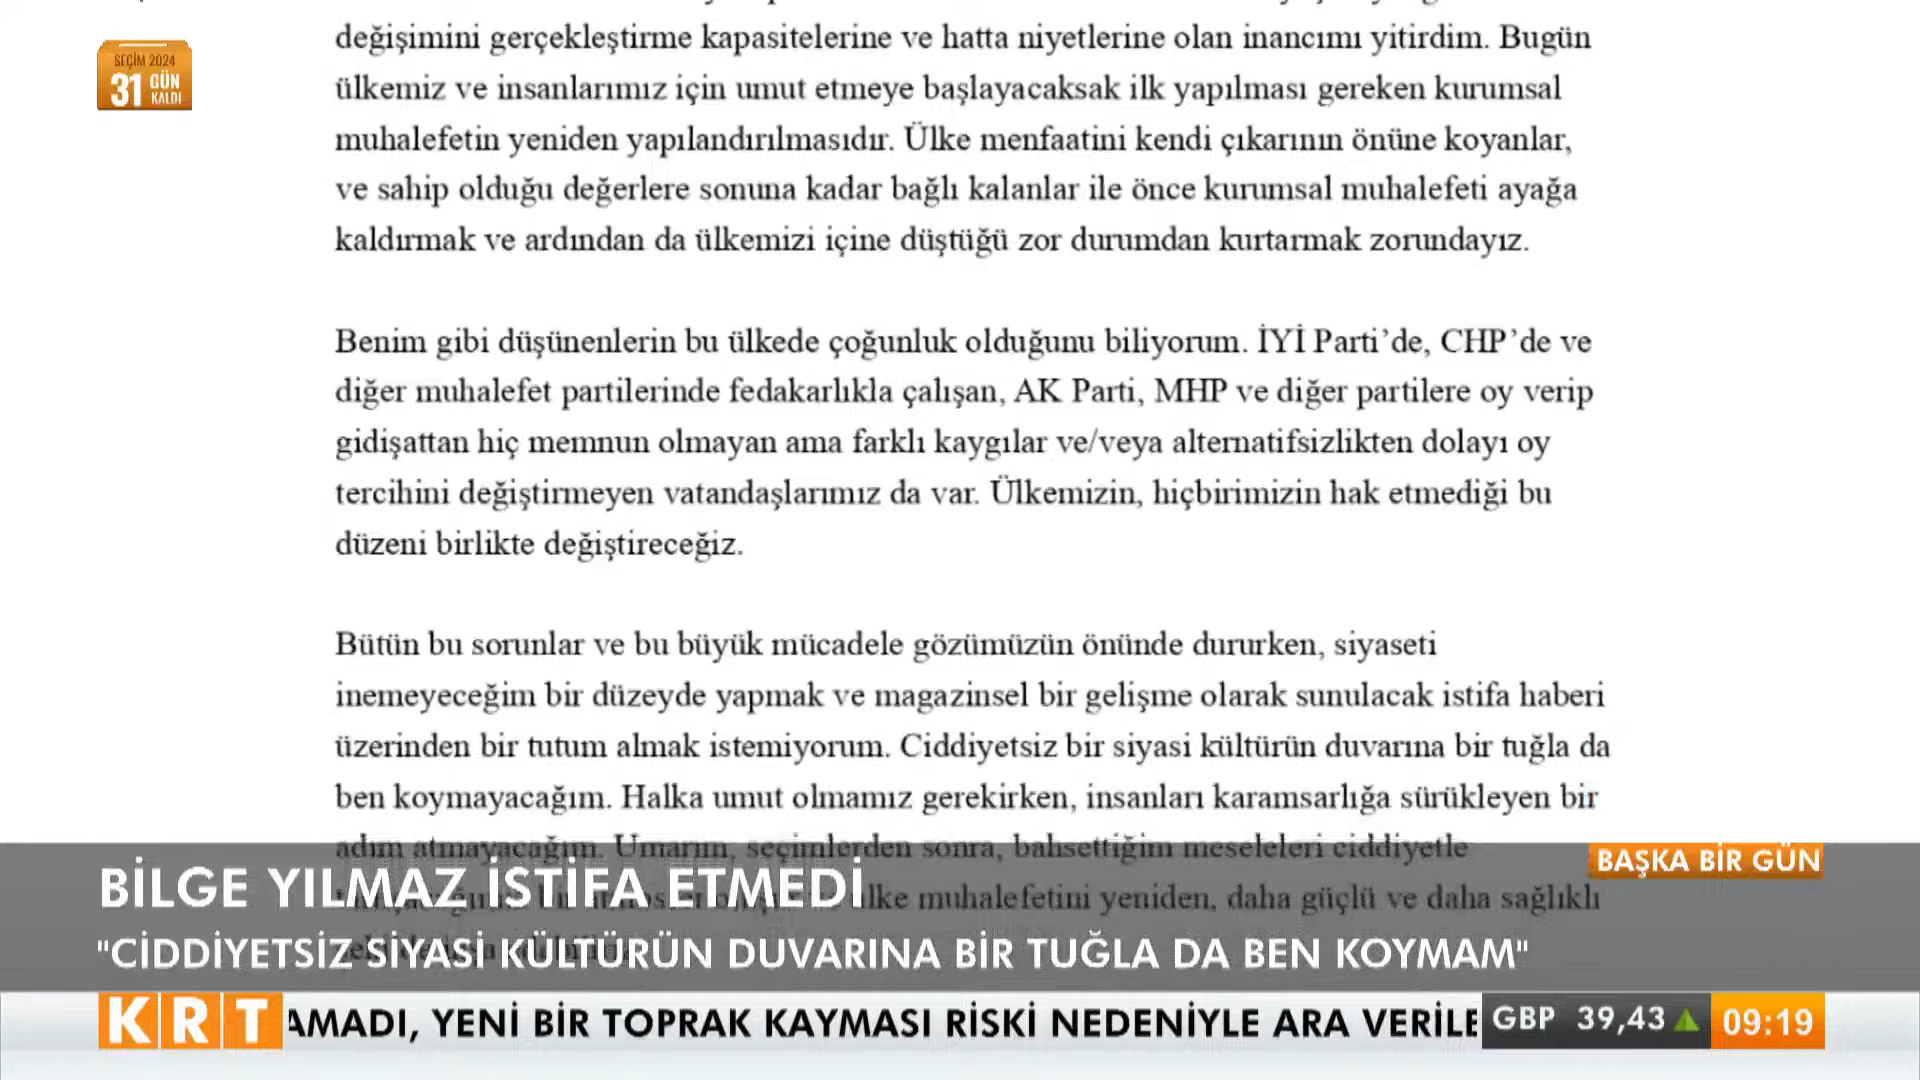 değişimini gerçekleştirme kapasitelerine ve hatta niyetlerine olan inancımı yitirdim. Bugün
SEÇİM 2024
31 GÜN KALDI
ülkemiz ve insanlarımız için umut etmeye başlayacaksak ilk yapılması gereken kurumsal
muhalefetin yeniden yapılandırılmasıdır. Ülke menfaatini kendi çıkarının önüne koyanlar,
ve sahip olduğu değerlere sonuna kadar bağlı kalanlar ile önce kurumsal muhalefeti ayağa
kaldırmak ve ardından da ülkemizi içine düştüğü zor durumdan kurtarmak zorundayız.
Benim gibi düşünenlerin bu ülkede çoğunluk olduğunu biliyorum. İYİ Parti’de, CHP’de ve
diğer muhalefet partilerinde fedakarlıkla çalışan, AK Parti, MHP ve diğer partilere oy verip
gidişattan hiç memnun olmayan ama farklı kaygılar ve/veya alternatifsizlikten dolayı oy
tercihini değiştirmeyen vatandaşlarımız da var. Ülkemizin, hiçbirimizin hak etmediği bu
düzeni birlikte değiştireceğiz.
Bütün bu sorunlar ve bu büyük mücadele gözümüzün önünde dururken, siyaseti
inemeyeceğim bir düzeyde yapmak ve magazinsel bir gelişme olarak sunulacak istifa haberi
üzerinden bir tutum almak istemiyorum. Ciddiyetsiz bir siyasi kültürün duvarına bir tuğla da
ben koymayacağım. Halka umut olmamız gerekirken, insanları karamsarlığa sürükleyen bir
adım atmayacağım. Umarım, seçimlerden sonra, bahsettiğim meseleleri ciddiyetle
ülke muhalefetini yeniden, daha güçlü ve daha sağlıklı
BAŞKA BİR GÜN
BİLGE YILMAZ İSTİFA ETMEDİ
"CİDDİYETSİZ SİYASİ KÜLTÜRÜN DUVARINA BİR TUĞLA DA BEN KOYMAM"
KRT AMADI, YENİ BİR TOPRAK KAYMASI RİSKİ NEDENİYLE ARA VERİLE GBP 39,43 09:19